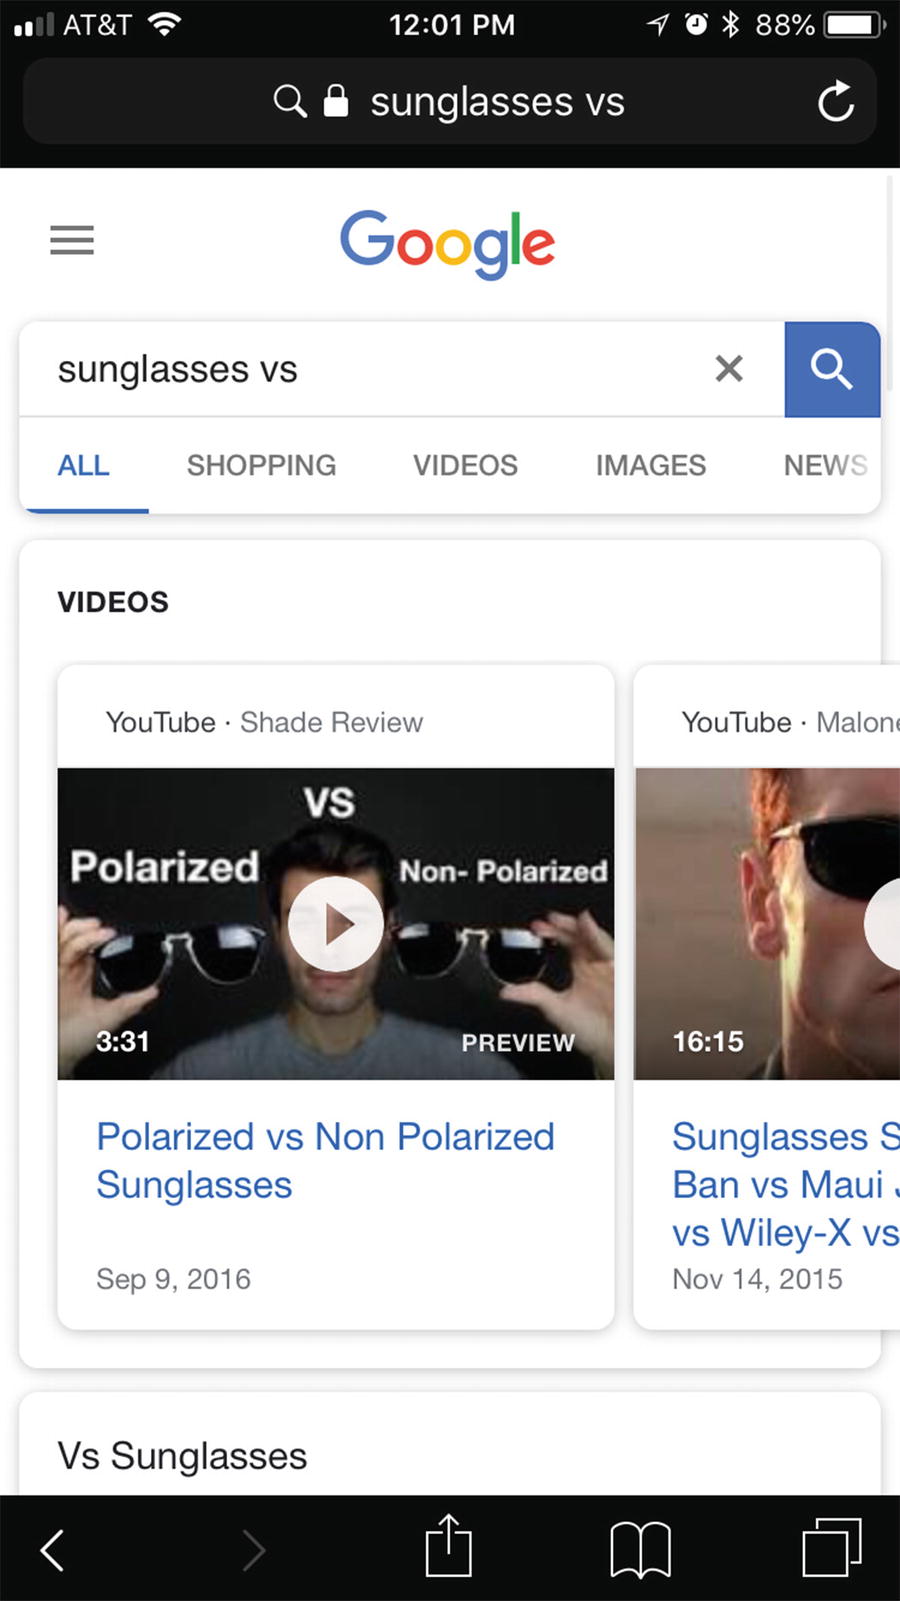 AT&T 12:01 PM 88%
sunglasses vs
Google
sunglasses vs
ALL SHOPPING VIDEOS IMAGES NEWS
VIDEOS
YouTube · Shade Review
VS
Polarized
Non- Polarized
3:31
PREVIEW
Polarized vs Non Polarized
Sunglasses
Sep 9, 2016
YouTube · Malone
16:15
Sunglasses S
Ban vs Maui
vs Wiley-X vs
Nov 14, 2015
Vs Sunglasses